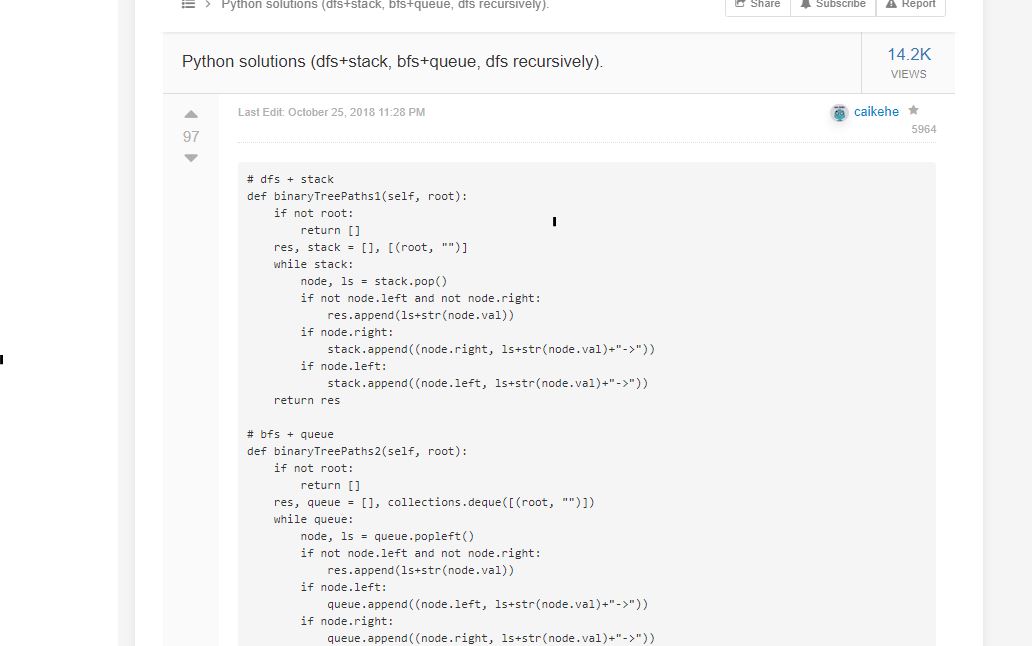 Python solutions (dfs+stack, bfs+queue, dfs recursively).
Share
Subscribe
Report
Python solutions (dfs+stack, bfs+queue, dfs recursively).
14.2K
VIEWS
97
Last Edit: October 25, 2018 11:28 PM
caikehe
5964
# dfs + stack
def binaryTreePaths1(self, root):
    if not root:
        return []
    res, stack = [], [(root, "")]
    while stack:
        node, ls = stack.pop()
        if not node.left and not node.right:
            res.append(ls+str(node.val))
        if node.right:
            stack.append((node.right, ls+str(node.val)+"->"))
        if node.left:
            stack.append((node.left, ls+str(node.val)+"->"))
    return res
# bfs + queue
def binaryTreePaths2(self, root):
    if not root:
        return []
    res, queue = [], collections.deque([(root, "")])
    while queue:
        node, ls = queue.popleft()
        if not node.left and not node.right:
            res.append(ls+str(node.val))
        if node.left:
            queue.append((node.left, ls+str(node.val)+"->"))
        if node.right:
            queue.append((node.right, ls+str(node.val)+"->"))